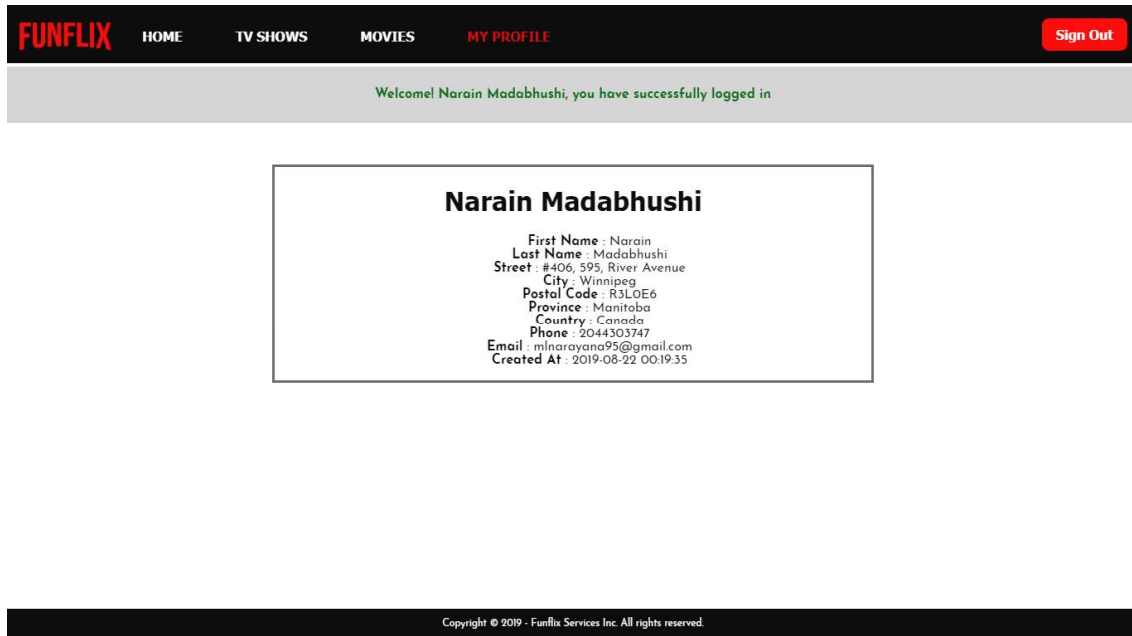 FUNFLIX HOME TV SHOWS MOVIES MY PROFILE Sign Out
Welcome! Narain Madabhushi, you have successfully logged in
Narain Madabhushi
First Name : Narain
Last Name : Madabhushi
Street : #406, 595, River Avenue
City : Winnipeg
Postal Code : R3L0E6
Province : Manitoba
Country : Canada
Phone : 2044303747
Email : mlnarayana95@gmail.com
Created At : 2019-08-22 00:19:35
Copyright © 2019 - Funflix Services Inc. All rights reserved.